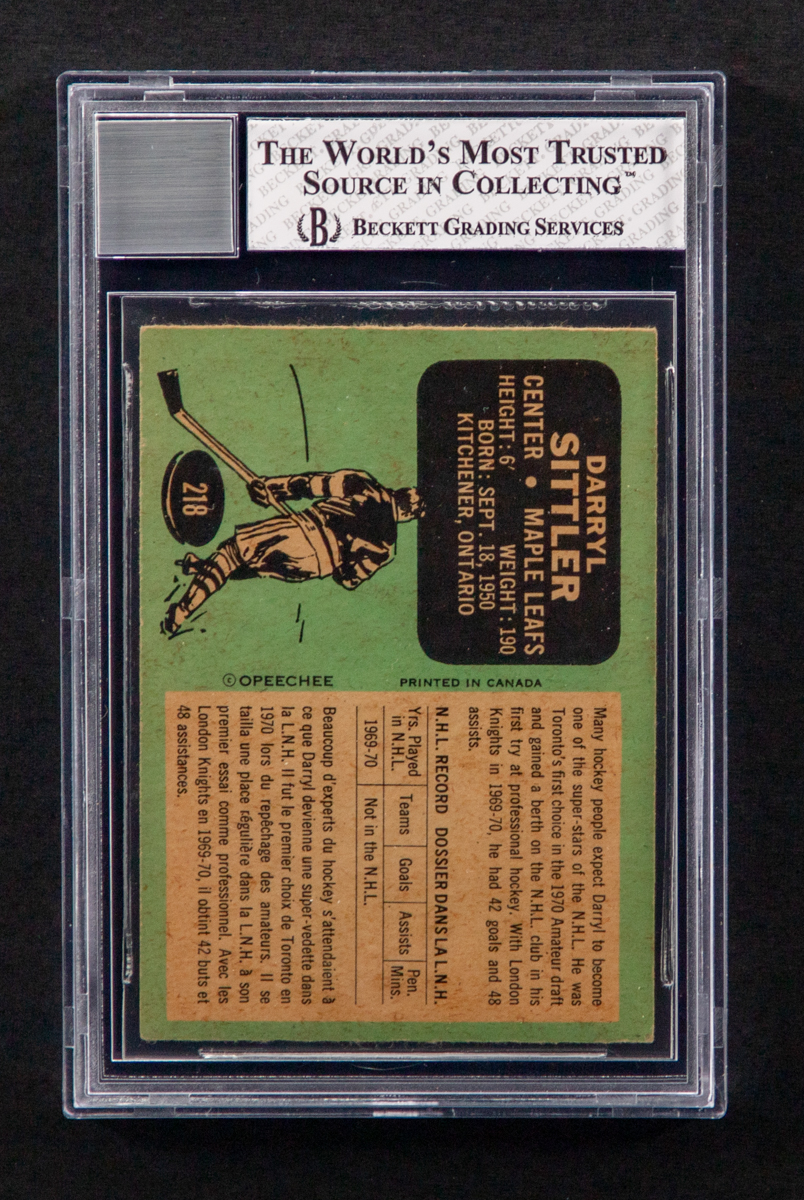 THE WORLD'S MOST TRUSTED
SOURCE IN COLLECTING™
B BECKETT GRADING SERVICES
DARRYL
SITTLER
CENTER • MAPLE LEAFS
HEIGHT: 6' WEIGHT: 190
BORN: SEPT. 18, 1950
KITCHENER, ONTARIO
218
© OPEECHEE
PRINTED IN CANADA
Many hockey people expect Darryl to become
one of the super-stars of the N.H.L. He was
Toronto's first choice in the 1970 Amateur draft
and gained a berth on the N.H.L. club in his
first try at professional hockey. With London
Knights in 1969-70, he had 42 goals and 48
assists.
N.H.L. RECORD DOSSIER DANS LA L.N.H.
Yrs. Played in N.H.L. Teams Goals Assists Pen. Mins.
1969-70 Not in the N.H.L.
Beaucoup d'experts du hockey s'attendaient à
ce que Darryl devienne une super-vedette dans
la L.N.H. Il fut le premier choix de Toronto en
1970 lors du repêchage des amateurs. Il se
tailla une place régulière dans la L.N.H. à son
premier essai comme professionnel. Avec les
London Knights en 1969-70, il obtint 42 buts et
48 assistances.